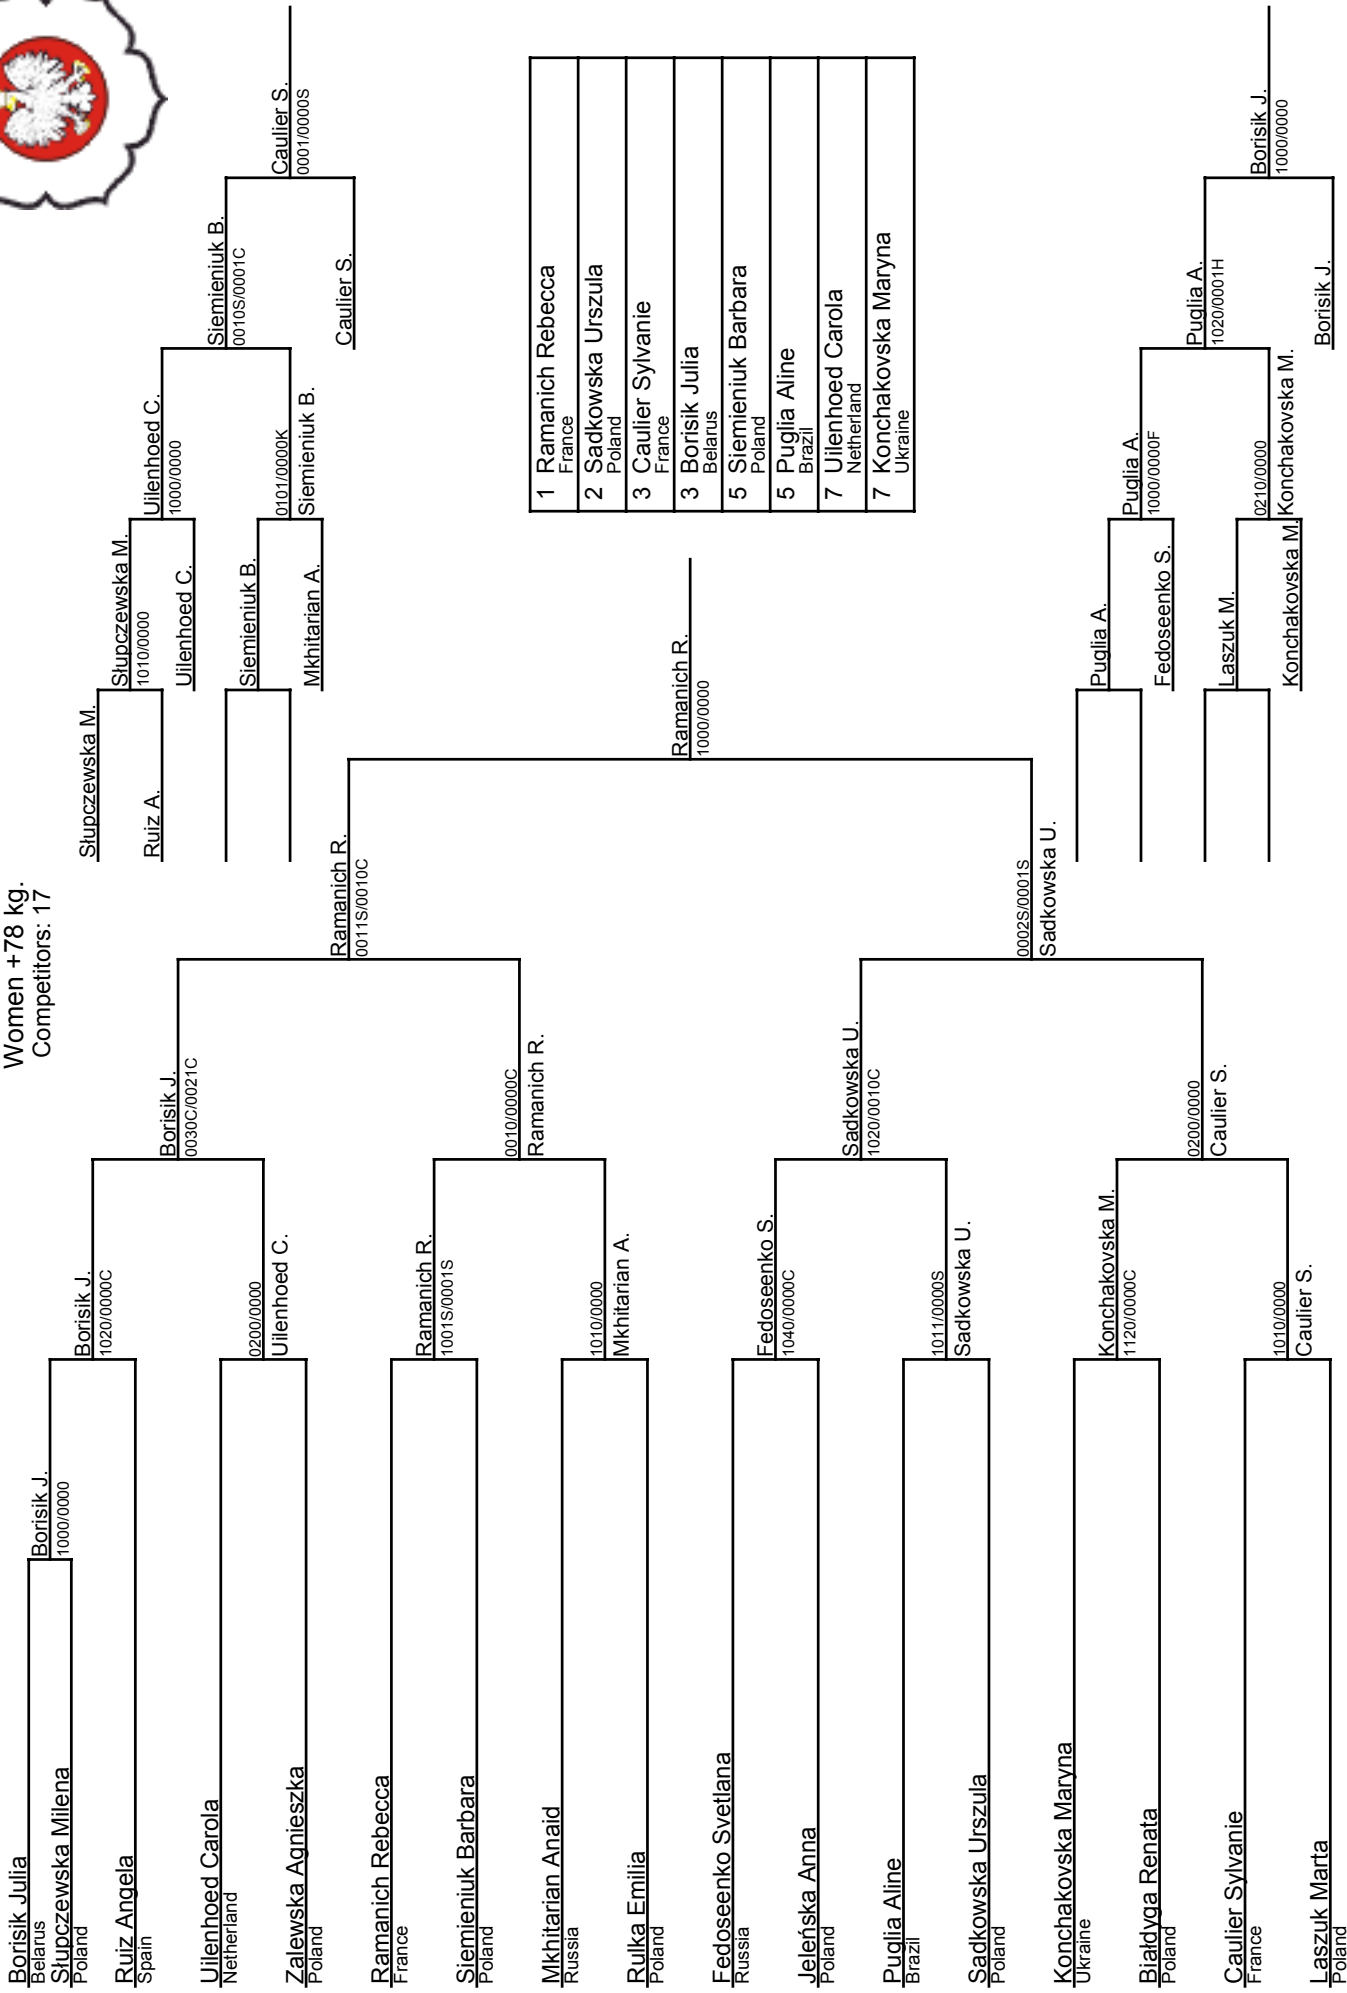 Women +78 kg.
Competitors: 17
Borisik Julia
Belarus
Słupczewska Milena
Poland
Ruiz Angela
Spain
Uilenhoed Carola
Netherland
Zalewska Agnieszka
Poland
Ramanich Rebecca
France
Siemieniuk Barbara
Poland
Mkhitarian Anaid
Russia
Rulka Emilia
Poland
Fedoseenko Svetlana
Russia
Jeleńska Anna
Poland
Puglia Aline
Brazil
Sadkowska Urszula
Poland
Konchakovska Maryna
Ukraine
Białdyga Renata
Poland
Caulier Sylvanie
France
Laszuk Marta
Poland
Borisik J.
1000/0000
Borisik J.
1020/0000C
0200/0000
Uilenhoed C.
Ramanich R.
1001S/0001S
1010/0000
Mkhitarian A.
Fedoseenko S.
1040/0000C
1011/0000S
Sadkowska U.
Konchakovska M.
1120/0000C
1010/0000
Caulier S.
Borisik J.
0030C/0021C
0010/0000C
Ramanich R.
Sadkowska U.
1020/0010C
0200/0000
Caulier S.
Ramanich R.
0011S/0010C
0002S/0001S
Sadkowska U.
Ramanich R.
1000/0000
Słupczewska M.
Ruiz A.
Słupczewska M.
1010/0000
Uilenhoed C.
Siemieniuk B.
Mkhitarian A.
Uilenhoed C.
1000/0000
0101/0000K
Siemieniuk B.
Siemieniuk B.
0010S/0001C
Caulier S.
Caulier S.
0001/0000S
1 Ramanich Rebecca
France
2 Sadkowska Urszula
Poland
3 Caulier Sylvanie
France
3 Borisik Julia
Belarus
5 Siemieniuk Barbara
Poland
5 Puglia Aline
Brazil
7 Uilenhoed Carola
Netherland
7 Konchakovska Maryna
Ukraine
Puglia A.
Fedoseenko S.
Laszuk M.
Konchakovska M.
Puglia A.
1000/0000F
0210/0000
Konchakovska M.
Puglia A.
1020/0001H
Borisik J.
Borisik J.
1000/0000